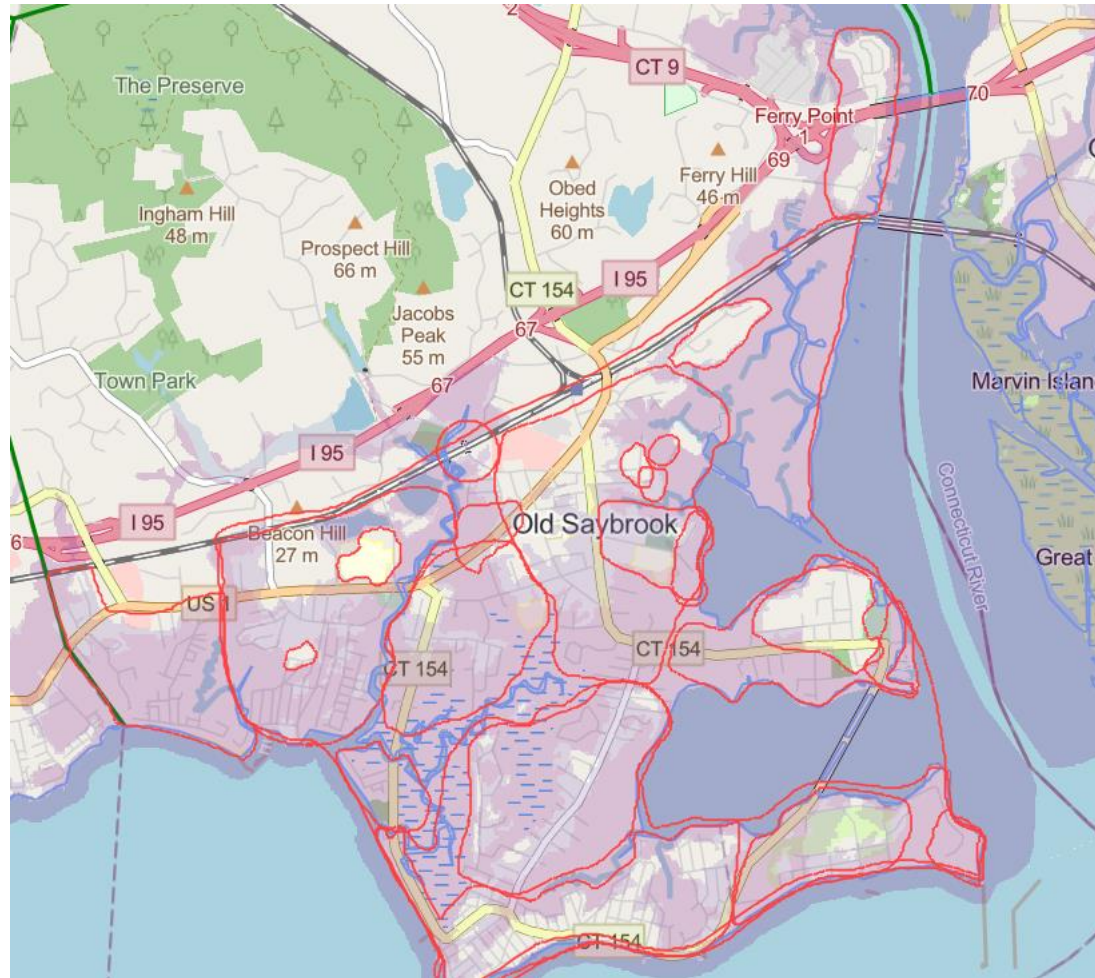 2
CT 9
70
The Preserve
Ferry Point
1
69
Obed
Heights
60 m
Ferry Hill
46 m
Ingham Hill
48 m
Prospect Hill
66 m
CT 154
I 95
Jacobs
Peak
55 m
67
Town Park
67
Marvin Islan
I 95
I 95
Old Saybrook
Beacon Hill
27 m
6
Connecticut River
Great
US 1
CT 154
CT 154
CT 154